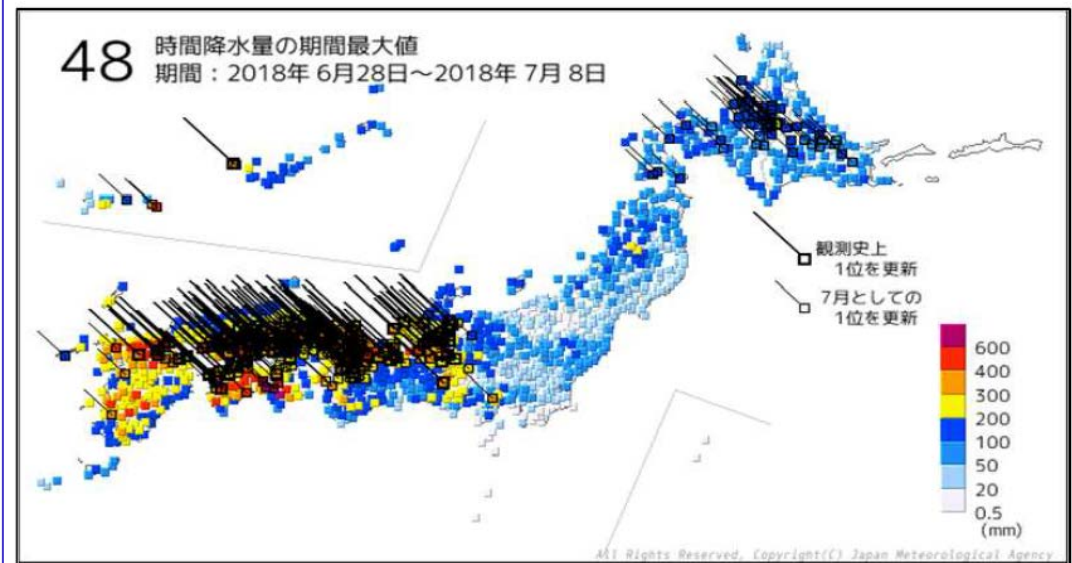 48 時間降水量の期間最大値
期間：2018年 6月28日～2018年 7月 8日
観測史上
1位を更新
7月としての
1位を更新
600
400
300
200
100
50
20
0.5
(mm)
All Rights Reserved, Copyright(C) Japan Meteorological Agency